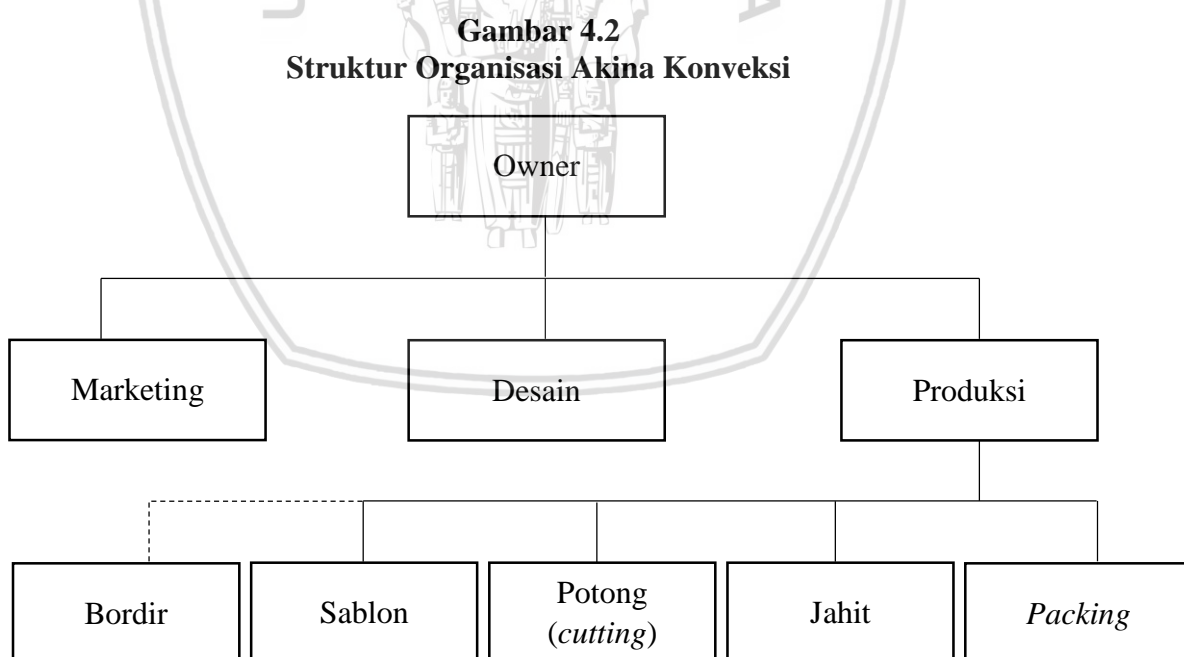 Gambar 4.2
Struktur Organisasi Akina Konveksi
Owner
Marketing
Desain
Produksi
Bordir
Sablon
Potong
(cutting)
Jahit
Packing